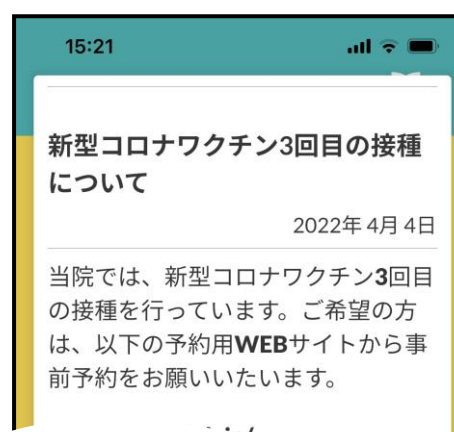 15:21
新型コロナワクチン3回目の接種
について
2022年4月4日
当院では、新型コロナワクチン3回目
の接種を行っています。ご希望の方
は、以下の予約用WEBサイトから事
前予約をお願いいたします。